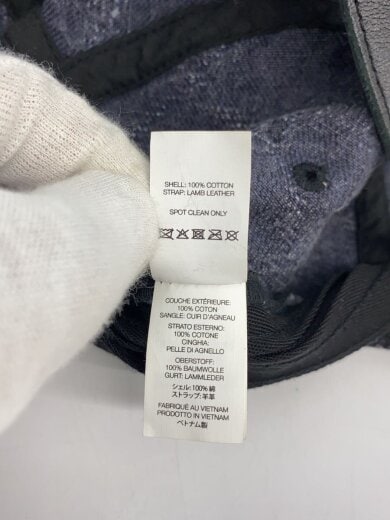 SHELL: 100% COTTON
STRAP: LAMB LEATHER
SPOT CLEAN ONLY
COUCHE EXTÉRIEURE:
100% COTON
SANGLE: CUIR D'AGNEAU
STRATO ESTERNO:
100% COTONE
CINGHIA:
PELLE DI AGNELLO
OBERSTOFF:
100% BAUMWOLLE
GURT: LAMMLEDER
シェル: 100% 綿
ストラップ: 羊革
FABRIQUÉ AU VIETNAM
PRODOTTO IN VIETNAM
ベトナム製